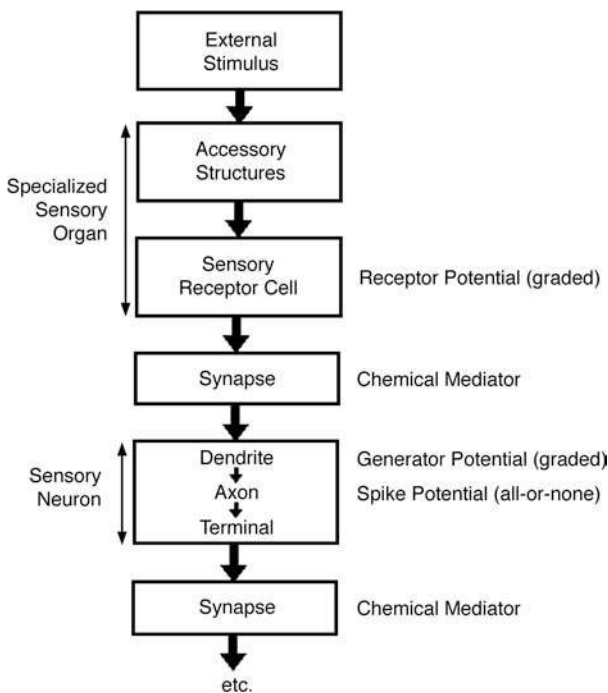 External
Stimulus
Accessory
Structures
Specialized
Sensory
Organ
Sensory
Receptor Cell
Receptor Potential (graded)
Synapse
Chemical Mediator
Sensory
Neuron
Dendrite
Generator Potential (graded)
Axon
Spike Potential (all-or-none)
Terminal
Synapse
Chemical Mediator
etc.